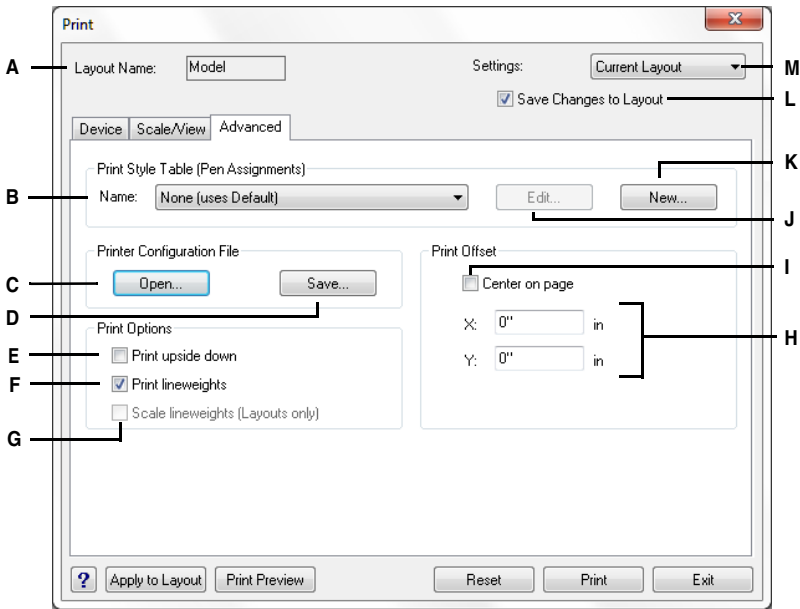 Print
A
Layout Name:
Model
Settings:
Current Layout
M
Save Changes to Layout
L
Device
Scale/View
Advanced
Print Style Table (Pen Assignments)
K
B
Name:
None (uses Default)
Edit...
New...
J
Printer Configuration File
Print Offset
I
C
Open...
Save...
Center on page
D
X:
0"
in
H
Print Options
E
Print upside down
Y:
0"
in
F
Print lineweights
G
Scale lineweights (Layouts only)
?
Apply to Layout
Print Preview
Reset
Print
Exit